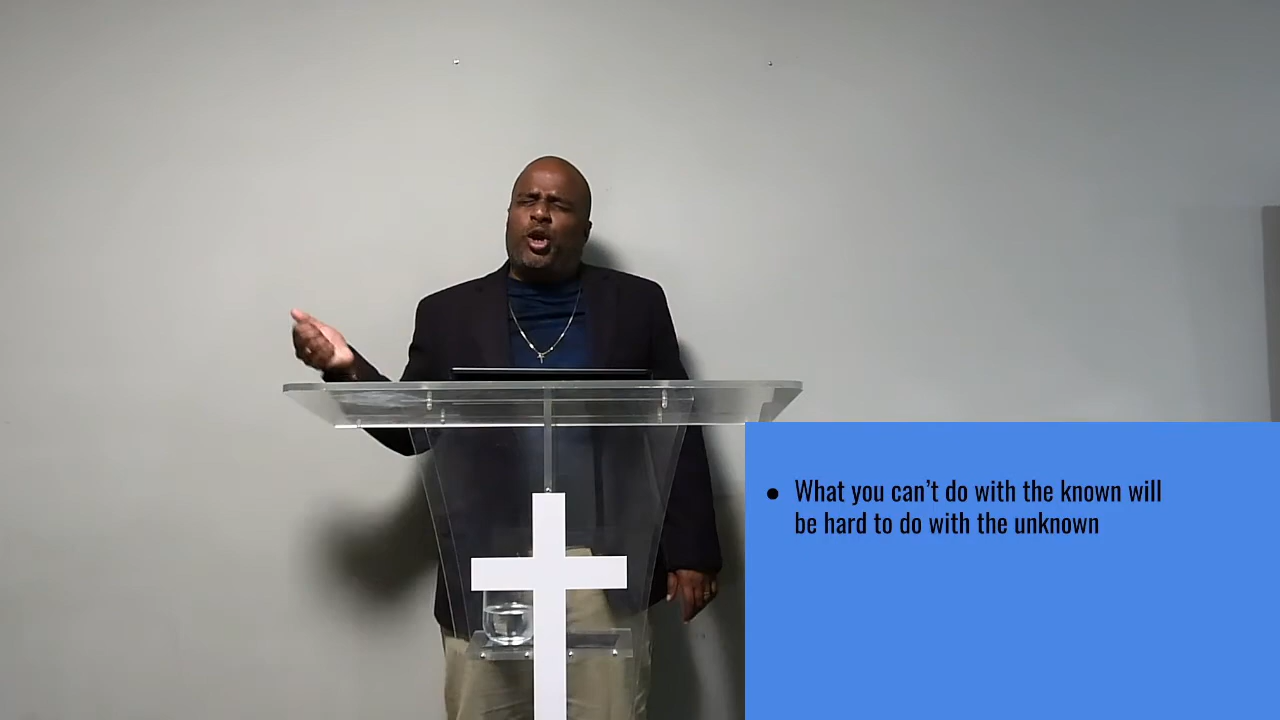 ● What you can't do with the known will
be hard to do with the unknown